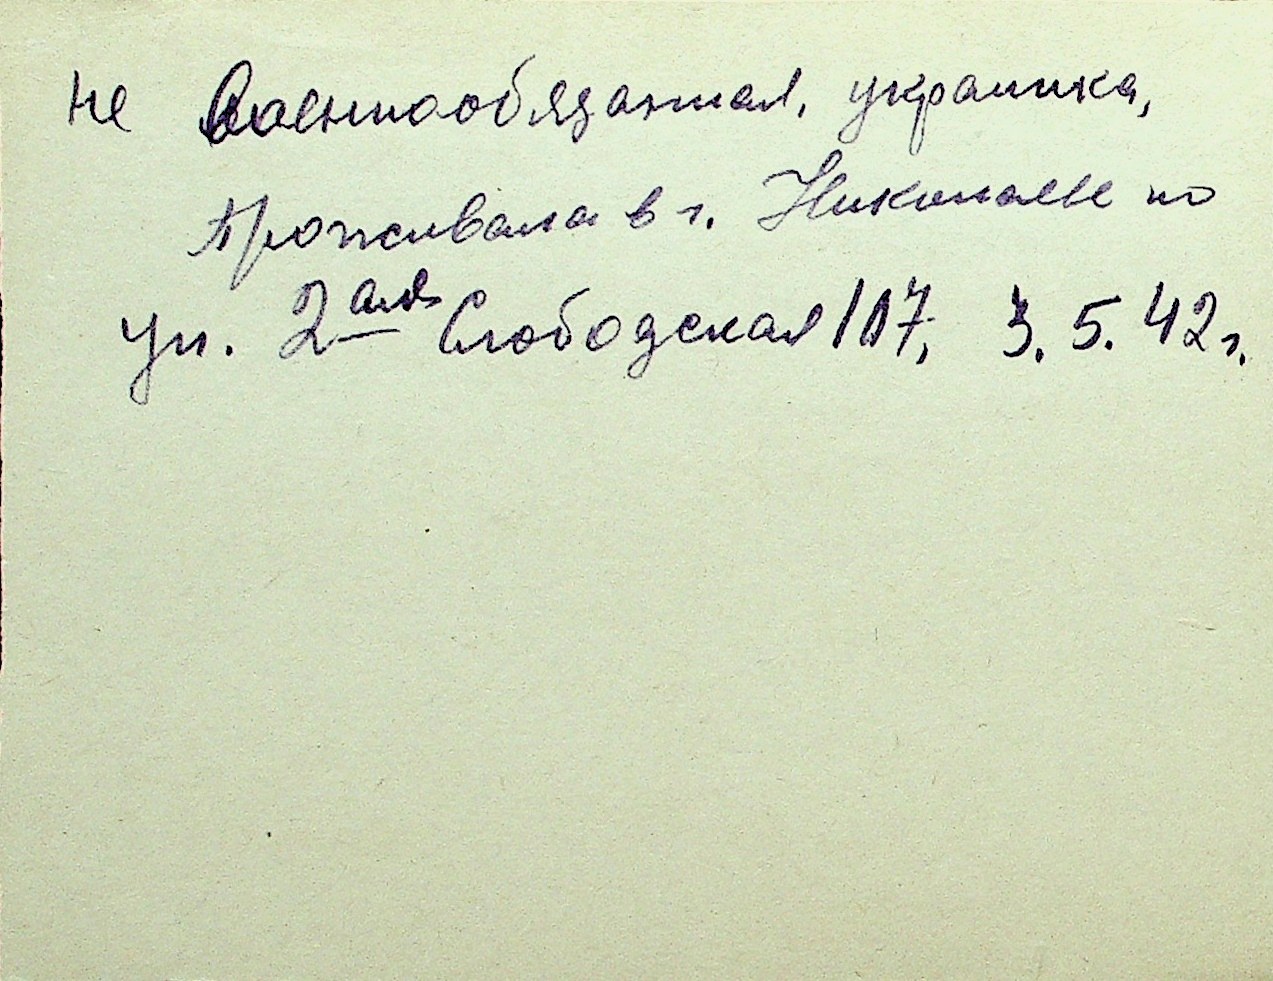 не военнообязанная, украинка,
проживала в г. Николаеве по
ул. 2ая Слободская 107, 3.5.42 г.